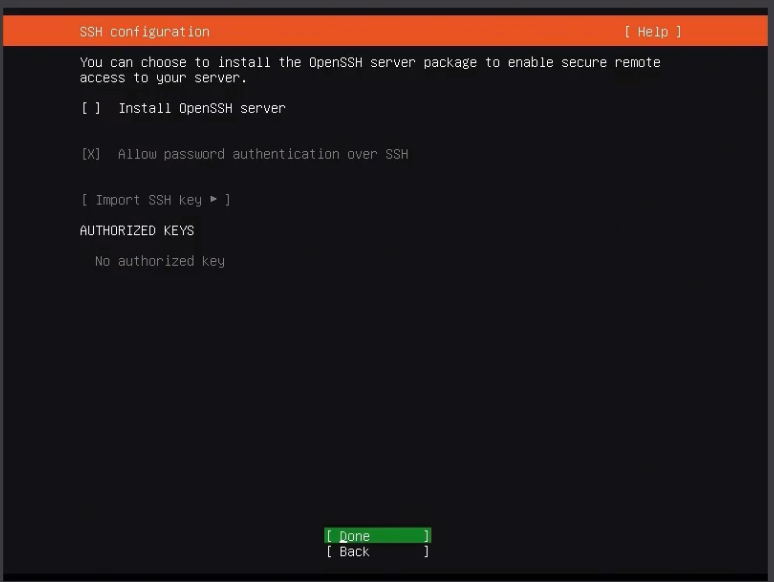 SSH configuration [ Help ]
You can choose to install the OpenSSH server package to enable secure remote
access to your server.
[ ] Install OpenSSH server
[X] Allow password authentication over SSH
[ Import SSH key ▸ ]
AUTHORIZED KEYS
No authorized key
[ Done ]
[ Back ]